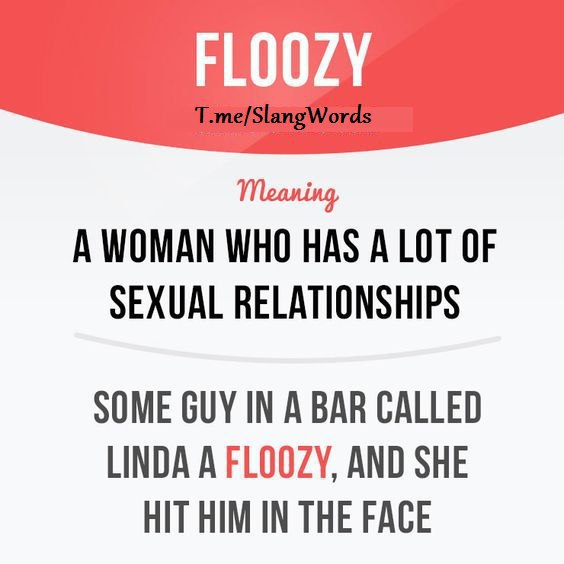 FLOOZY
T.me/SlangWords
Meaning
A WOMAN WHO HAS A LOT OF
SEXUAL RELATIONSHIPS
SOME GUY IN A BAR CALLED
LINDA A FLOOZY, AND SHE
HIT HIM IN THE FACE